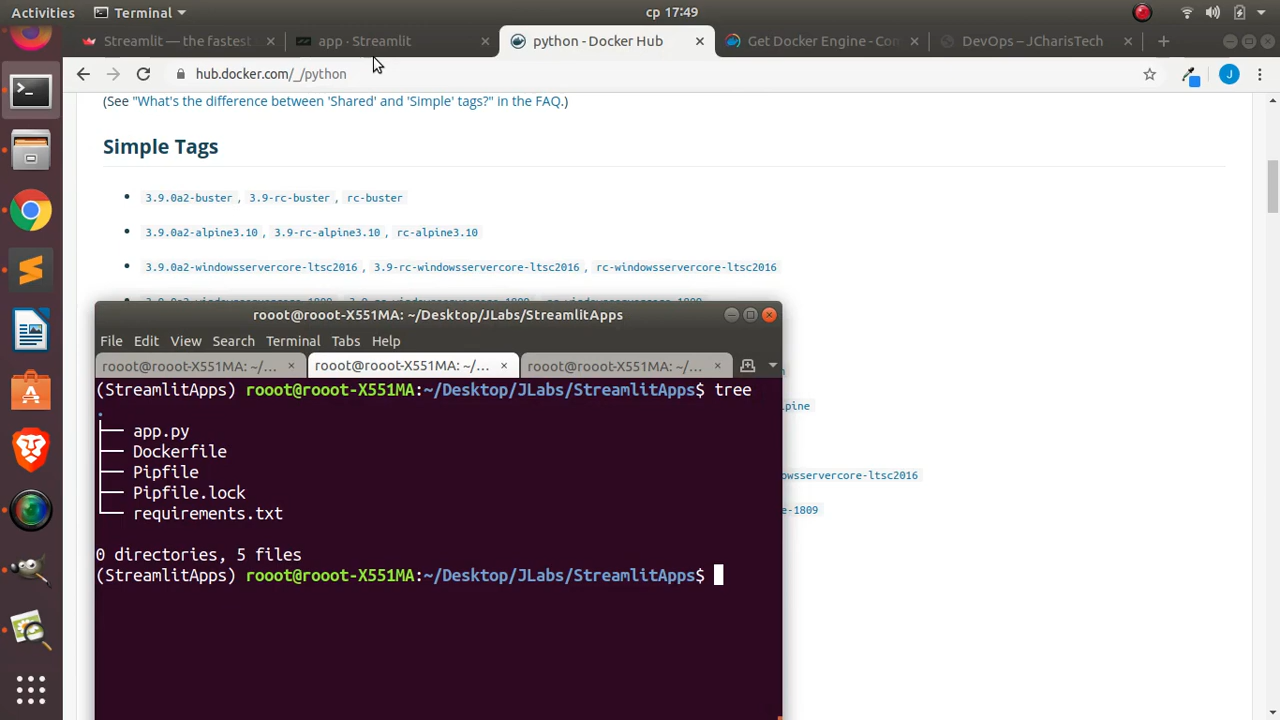 Activities Terminal ср 17:49
Streamlit — the fastest app · Streamlit python - Docker Hub Get Docker Engine - Con DevOps – JCharisTech
hub.docker.com/_/python J
(See "What's the difference between 'Shared' and 'Simple' tags?" in the FAQ.)
Simple Tags
3.9.0a2-buster , 3.9-rc-buster , rc-buster
3.9.0a2-alpine3.10 , 3.9-rc-alpine3.10 , rc-alpine3.10
3.9.0a2-windowsservercore-ltsc2016 , 3.9-rc-windowsservercore-ltsc2016 , rc-windowsservercore-ltsc2016
rooot@rooot-X551MA: ~/Desktop/JLabs/StreamlitApps
File Edit View Search Terminal Tabs Help
rooot@rooot-X551MA: ~/... rooot@rooot-X551MA: ~/... rooot@rooot-X551MA: ~/...
(StreamlitApps) rooot@rooot-X551MA:~/Desktop/JLabs/StreamlitApps$ tree
.
├── app.py
├── Dockerfile
├── Pipfile
├── Pipfile.lock
└── requirements.txt
0 directories, 5 files
(StreamlitApps) rooot@rooot-X551MA:~/Desktop/JLabs/StreamlitApps$
pine
owsservercore-ltsc2016
e-1809